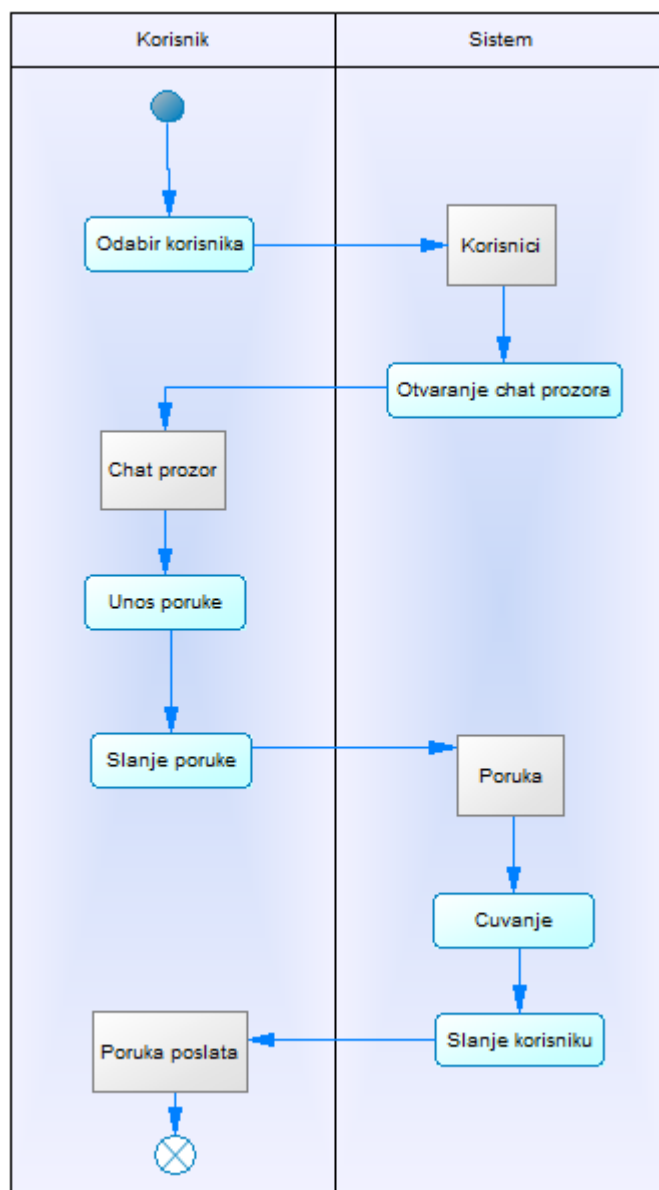 Korisnik
Sistem
Odabir korisnika
Korisnici
Otvaranje chat prozora
Chat prozor
Unos poruke
Slanje poruke
Poruka
Cuvanje
Slanje korisniku
Poruka poslata